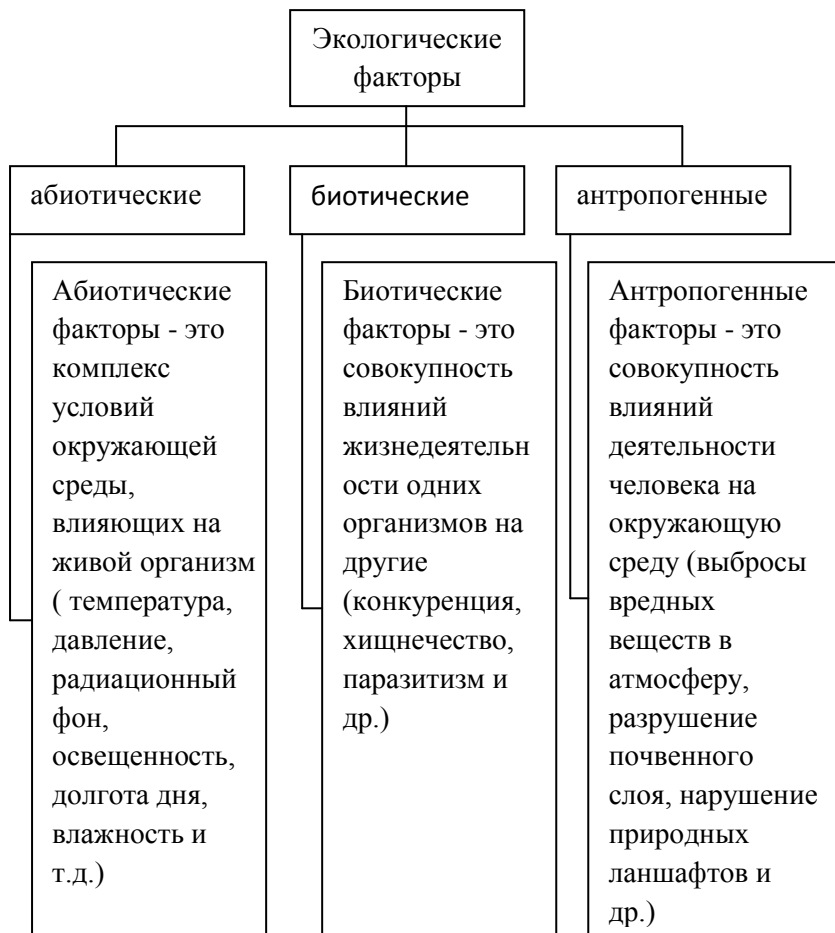 Экологические
факторы
абиотические
биотические
антропогенные
Абиотические
факторы - это
комплекс
условий
окружающей
среды,
влияющих на
живой организм
( температура,
давление,
радиационный
фон,
освещенность,
долгота дня,
влажность и
т.д.)
Биотические
факторы - это
совокупность
влияний
жизнедеятельн
ости одних
организмов на
другие
(конкуренция,
хищнечество,
паразитизм и
др.)
Антропогенные
факторы - это
совокупность
влияний
деятельности
человека на
окружающую
среду (выбросы
вредных
веществ в
атмосферу,
разрушение
почвенного
слоя, нарушение
природных
ланшафтов и
др.)